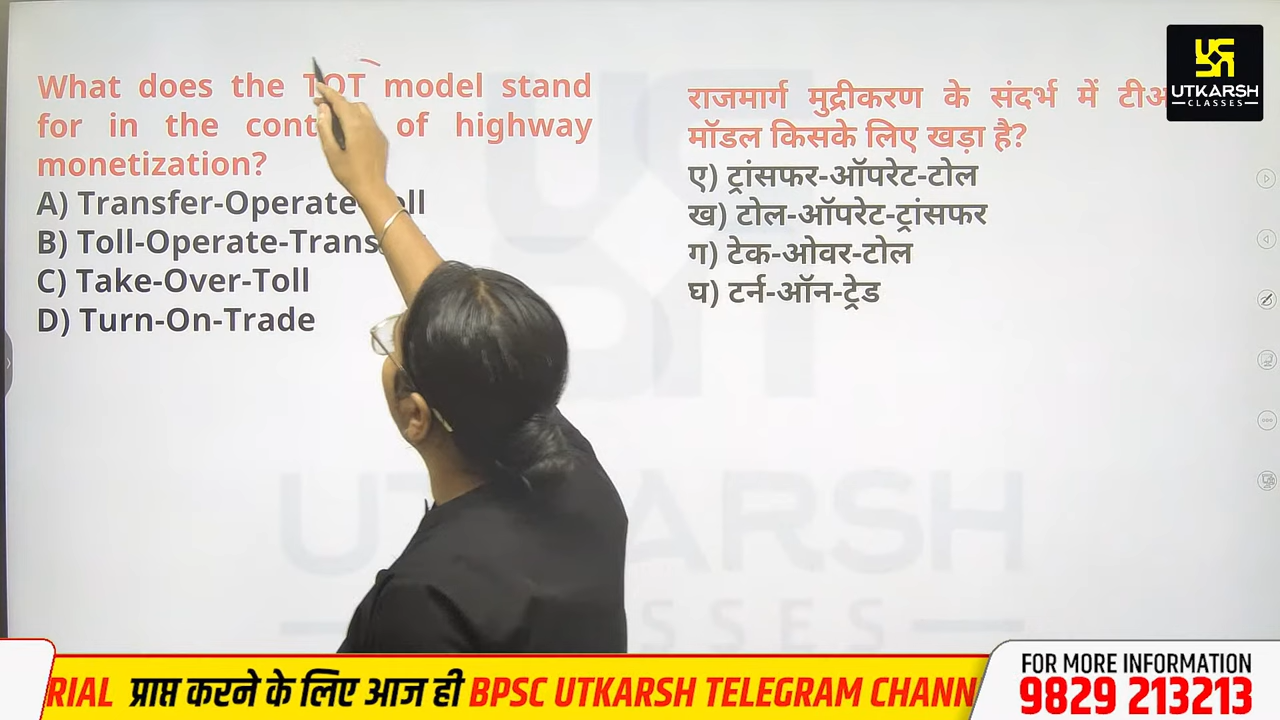 What does the TOT model stand
for in the of highway
monetization?
A) Transfer-Operate
B) Toll-Operate-Trans
C) Take-Over-Toll
D) Turn-On-Trade
राजमार्ग मुद्रीकरण के संदर्भ में
मॉडल किसके लिए खड़ा है?
ए) ट्रांसफर-ऑपरेट-टोल
ख) टोल-ऑपरेट-ट्रांसफर
ग) टेक-ओवर-टोल
घ) टर्न-ऑन-ट्रेड
UTKARSH
CLASSES
UTKARSH
RIAL प्राप्त करने के लिए आज ही BPSC UTKARSH TELEGRAM CHANN
FOR MORE INFORMATION
9829 213213